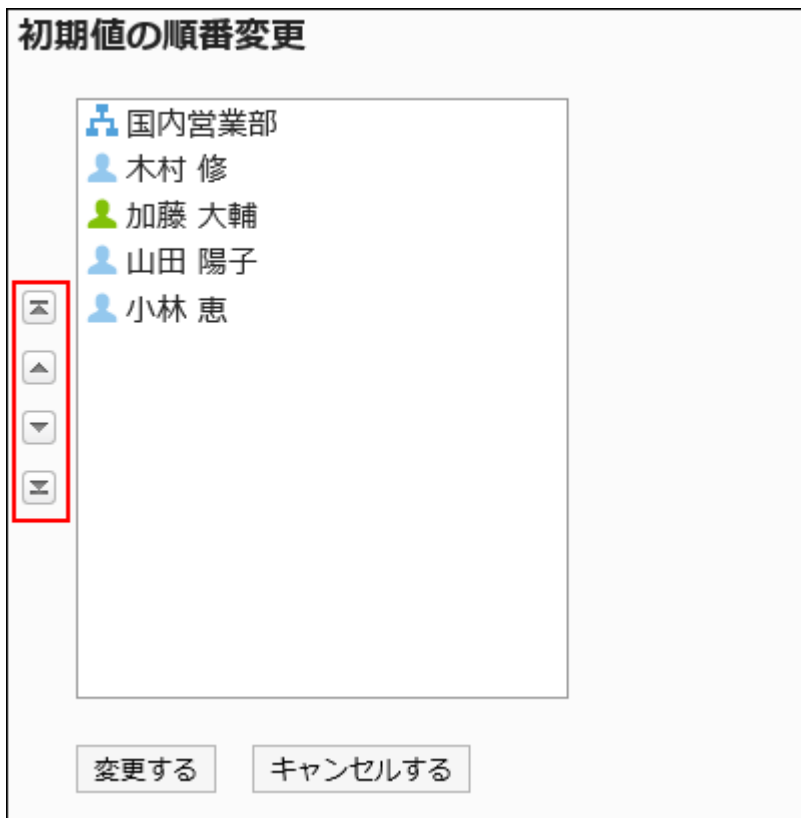 初期値の順番変更
国内営業部
木村 修
加藤 大輔
山田 陽子
小林 恵
変更する
キャンセルする